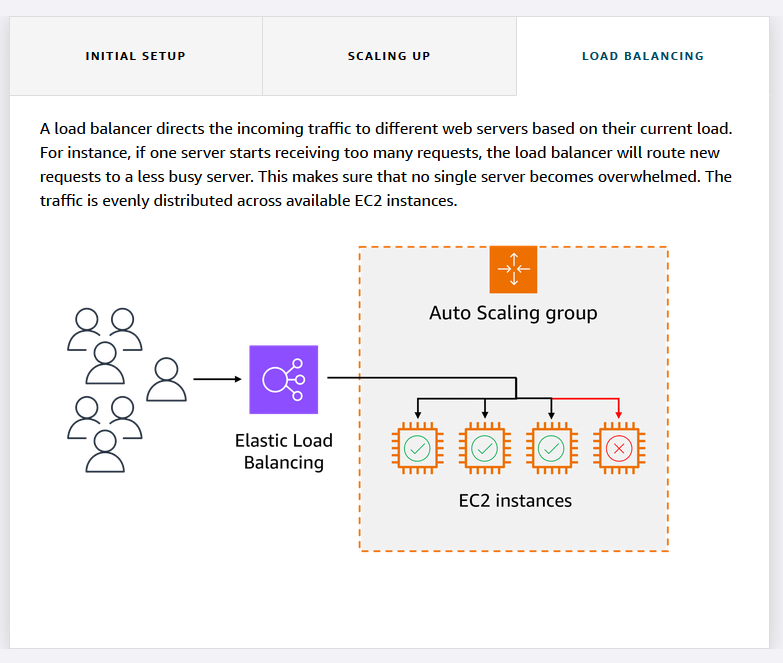 INITIAL SETUP
SCALING UP
LOAD BALANCING
A load balancer directs the incoming traffic to different web servers based on their current load.
For instance, if one server starts receiving too many requests, the load balancer will route new
requests to a less busy server. This makes sure that no single server becomes overwhelmed. The
traffic is evenly distributed across available EC2 instances.
Auto Scaling group
Elastic Load
Balancing
EC2 instances